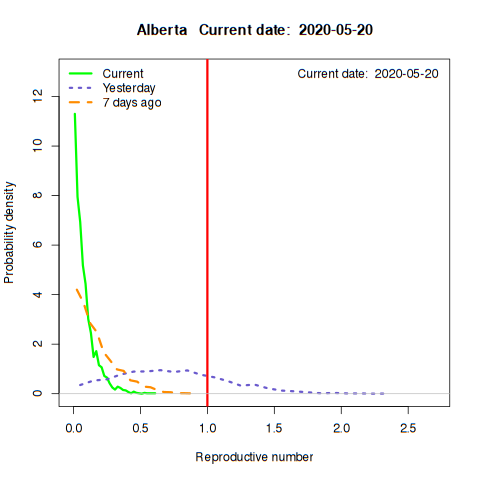 Alberta Current date: 2020-05-20
Current date: 2020-05-20
Current
Yesterday
7 days ago
Probability density
12
10
8
6
4
2
0
0.0 0.5 1.0 1.5 2.0 2.5
Reproductive number